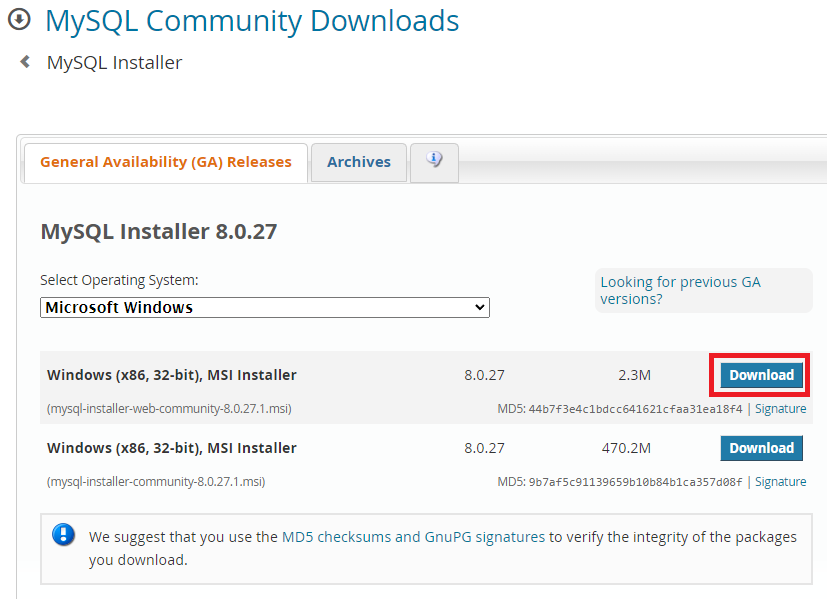 MySQL Community Downloads
MySQL Installer
General Availability (GA) Releases
Archives
MySQL Installer 8.0.27
Select Operating System:
Looking for previous GA
versions?
Microsoft Windows
Windows (x86, 32-bit), MSI Installer 8.0.27 2.3M Download
(mysql-installer-web-community-8.0.27.1.msi) MD5: 44b7f3e4c1bdcc641621cfaa31ea18f4 | Signature
Windows (x86, 32-bit), MSI Installer 8.0.27 470.2M Download
(mysql-installer-community-8.0.27.1.msi) MD5: 9b7af5c91139659b10b84b1ca357d08f | Signature
We suggest that you use the MD5 checksums and GnuPG signatures to verify the integrity of the packages
you download.